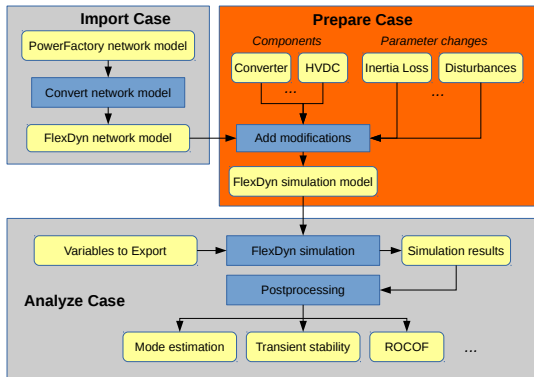 Import Case
PowerFactory network model
Convert network model
FlexDyn network model
Prepare Case
Components
Parameter changes
Converter
HVDC
Inertia Loss
Disturbances
...
...
Add modifications
FlexDyn simulation model
Variables to Export
FlexDyn simulation
Simulation results
Postprocessing
Analyze Case
Mode estimation
Transient stability
ROCOF
...